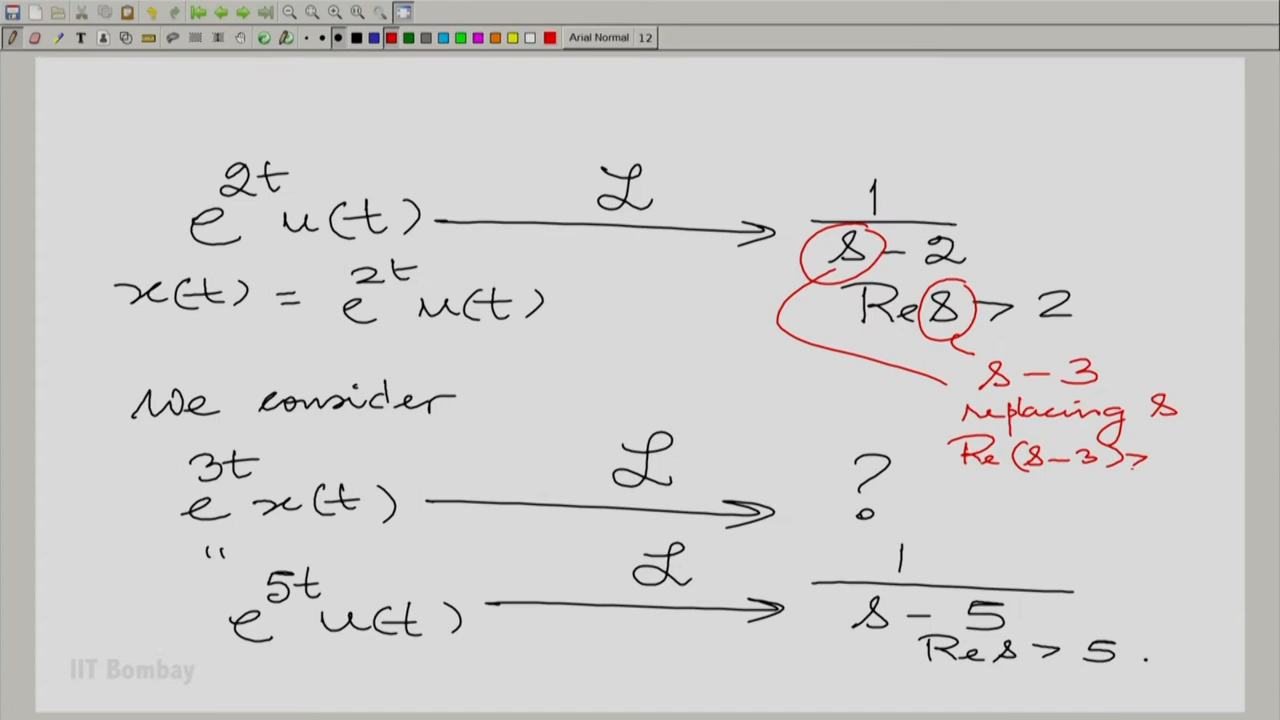 Arial Normal 12
e^{2t} u(t) ⟶ ℒ 1/(s-2)
x(t) = e^{2t} u(t) Re s > 2
s-3
We consider replacing s
Re(s-3)>
e^{3t} x(t) ⟶ ℒ ?
"
e^{5t} u(t) ⟶ ℒ 1/(s-5)
Re s > 5 .
IIT Bombay